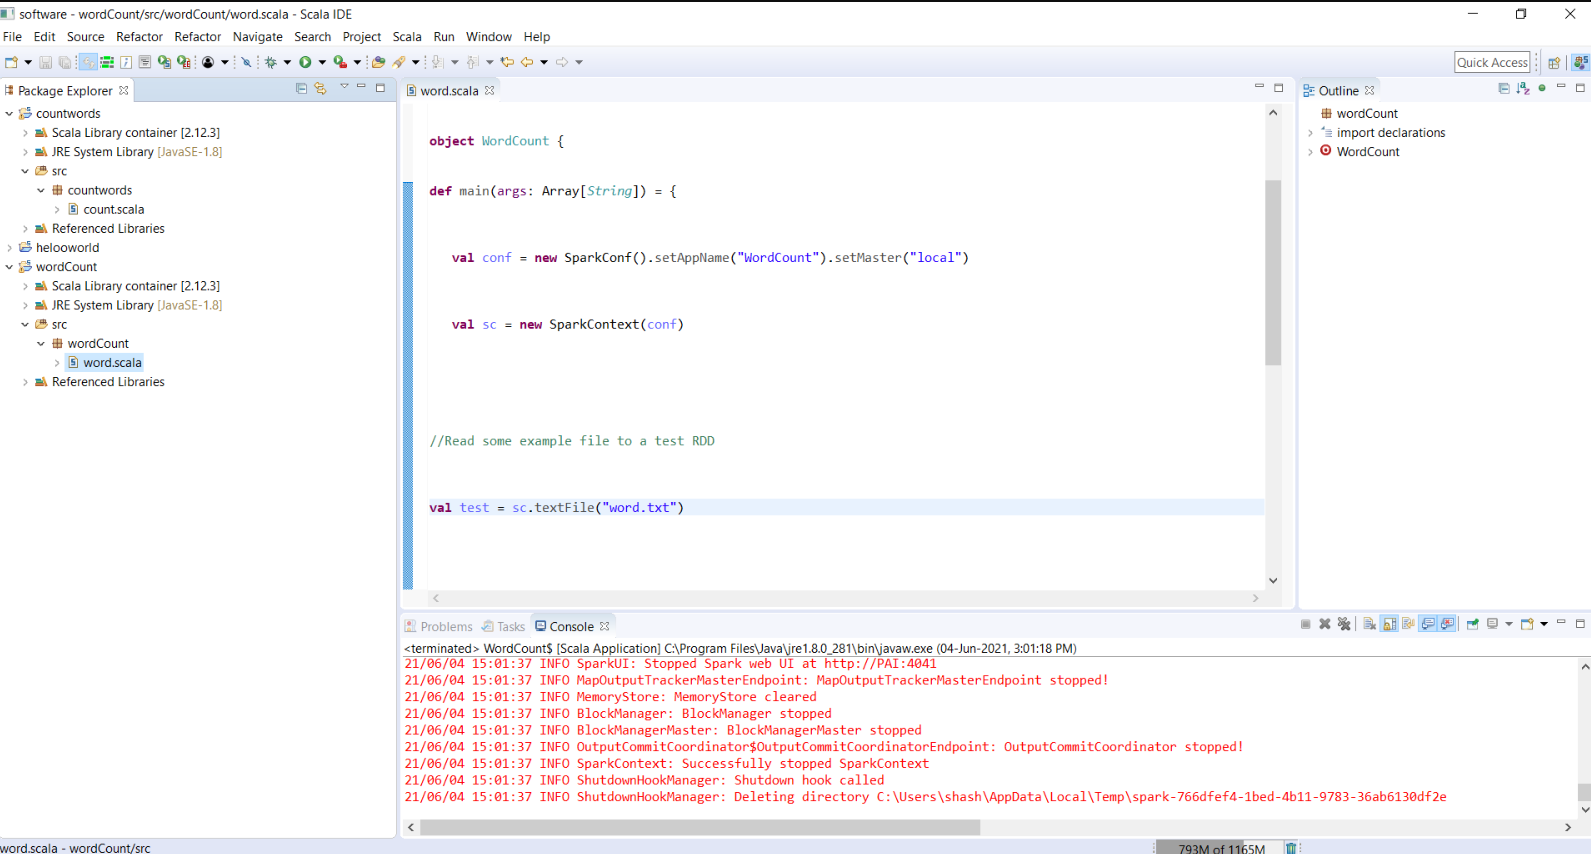 software - wordCount/src/wordCount/word.scala - Scala IDE
File Edit Source Refactor Refactor Navigate Search Project Scala Run Window Help
Quick Access
Package Explorer
countwords
Scala Library container [2.12.3]
JRE System Library [JavaSE-1.8]
src
countwords
count.scala
Referenced Libraries
helooworld
wordCount
Scala Library container [2.12.3]
JRE System Library [JavaSE-1.8]
src
wordCount
word.scala
Referenced Libraries
word.scala
object WordCount {
def main(args: Array[String]) = {
val conf = new SparkConf().setAppName("WordCount").setMaster("local")
val sc = new SparkContext(conf)
//Read some example file to a test RDD
val test = sc.textFile("word.txt")
Outline
wordCount
import declarations
WordCount
Problems Tasks Console
<terminated> WordCount$ [Scala Application] C:\Program Files\Java\jre1.8.0_281\bin\javaw.exe (04-Jun-2021, 3:01:18 PM)
21/06/04 15:01:37 INFO SparkUI: Stopped Spark web UI at http://PAI:4041
21/06/04 15:01:37 INFO MapOutputTrackerMasterEndpoint: MapOutputTrackerMasterEndpoint stopped!
21/06/04 15:01:37 INFO MemoryStore: MemoryStore cleared
21/06/04 15:01:37 INFO BlockManager: BlockManager stopped
21/06/04 15:01:37 INFO BlockManagerMaster: BlockManagerMaster stopped
21/06/04 15:01:37 INFO OutputCommitCoordinator$OutputCommitCoordinatorEndpoint: OutputCommitCoordinator stopped!
21/06/04 15:01:37 INFO SparkContext: Successfully stopped SparkContext
21/06/04 15:01:37 INFO ShutdownHookManager: Shutdown hook called
21/06/04 15:01:37 INFO ShutdownHookManager: Deleting directory C:\Users\shash\AppData\Local\Temp\spark-766dfef4-1bed-4b11-9783-36ab6130df2e
word.scala - wordCount/src
793M of 1165M